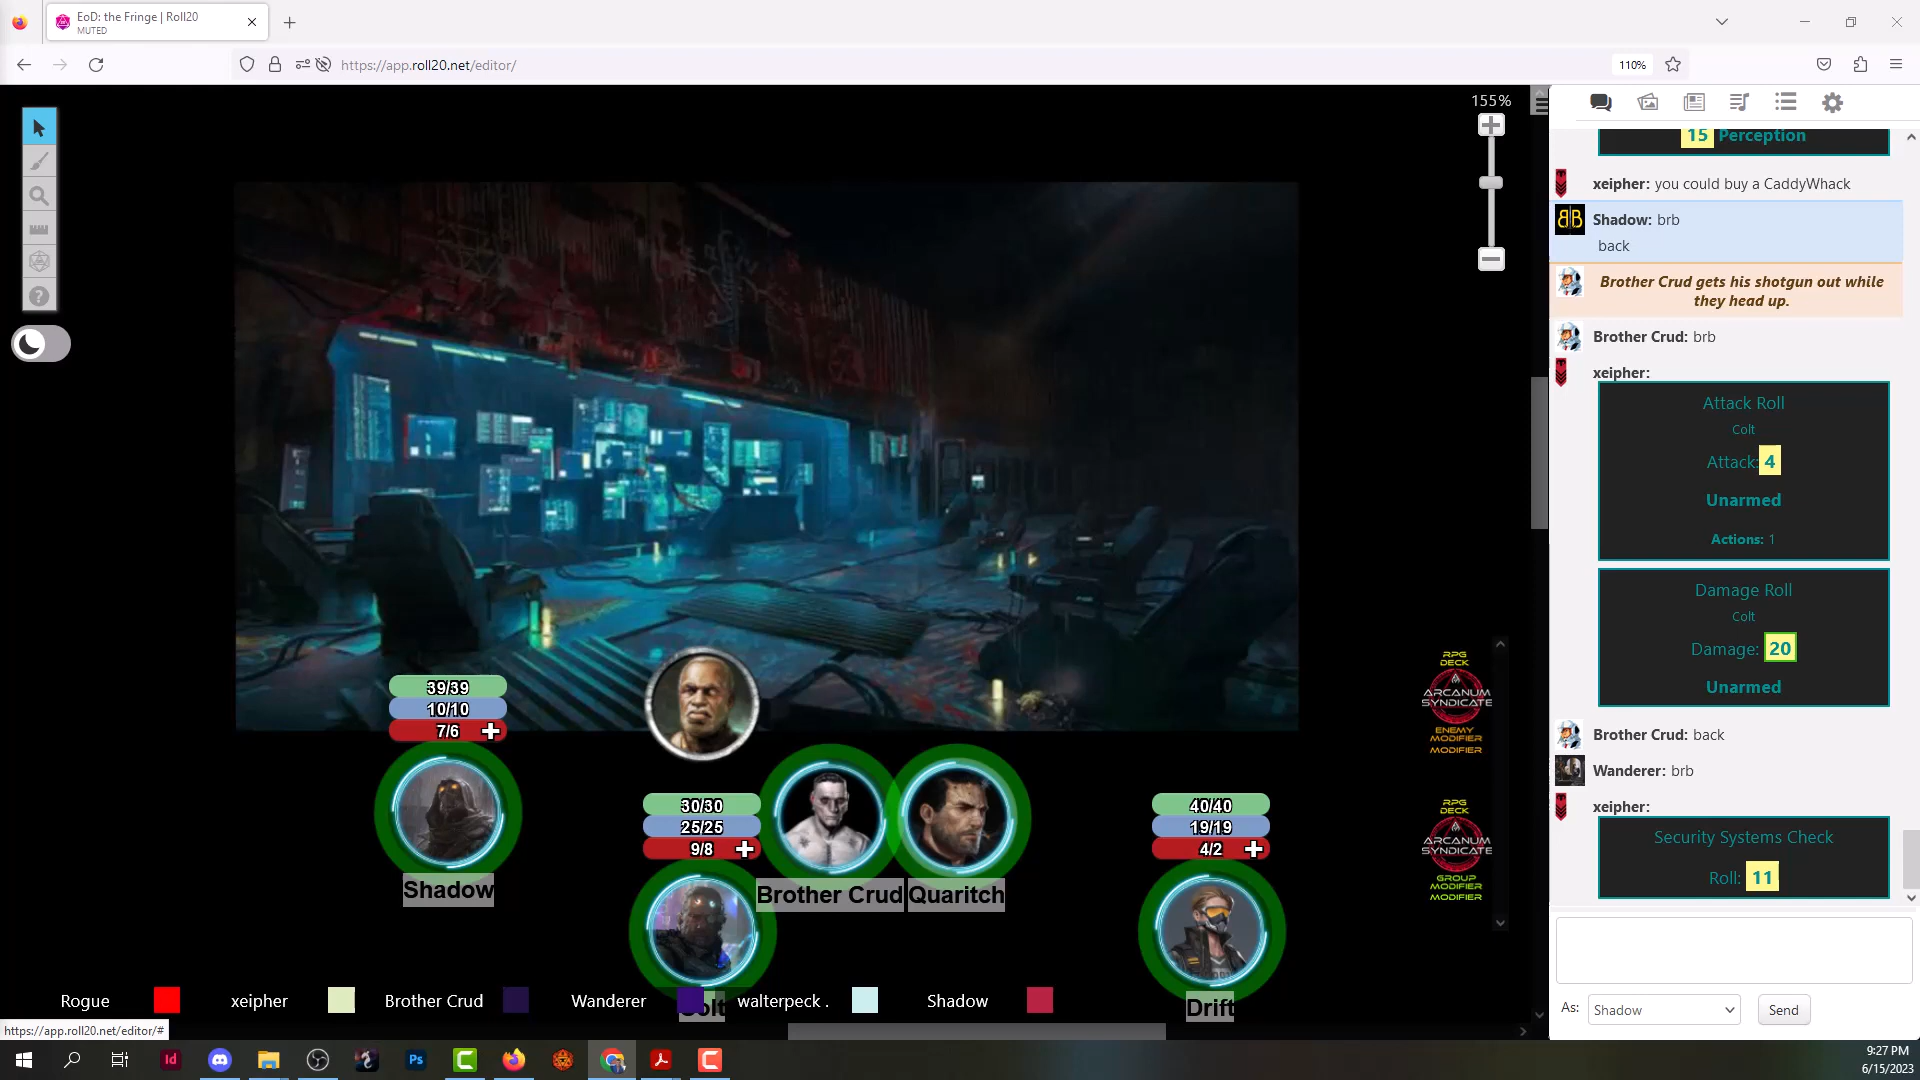 EoD: the Fringe | Roll20
MUTED
https://app.roll20.net/editor/
110%
155%
15 Perception
xeipher: you could buy a CaddyWhack
Shadow: brb
back
Brother Crud gets his shotgun out while
they head up.
Brother Crud: brb
xeipher:
Attack Roll
Colt
Attack: 4
Unarmed
Actions: 1
Damage Roll
Colt
Damage: 20
Unarmed
Brother Crud: back
Wanderer: brb
xeipher:
Security Systems Check
Roll: 11
As: Shadow
Send
RPG
DECK
ARCANUM
SYNDICATE
ENEMY
MODIFIER
MODIFIER
RPG
DECK
ARCANUM
SYNDICATE
GROUP
MODIFIER
MODIFIER
39/39
10/10
7/6
Shadow
30/30
25/25
9/8
Colt
Brother Crud
Quaritch
40/40
19/19
4/2
Drift
Rogue
xeipher
Brother Crud
Wanderer
walterpeck .
Shadow
https://app.roll20.net/editor/#
Id
Ps
9:27 PM
6/15/2023